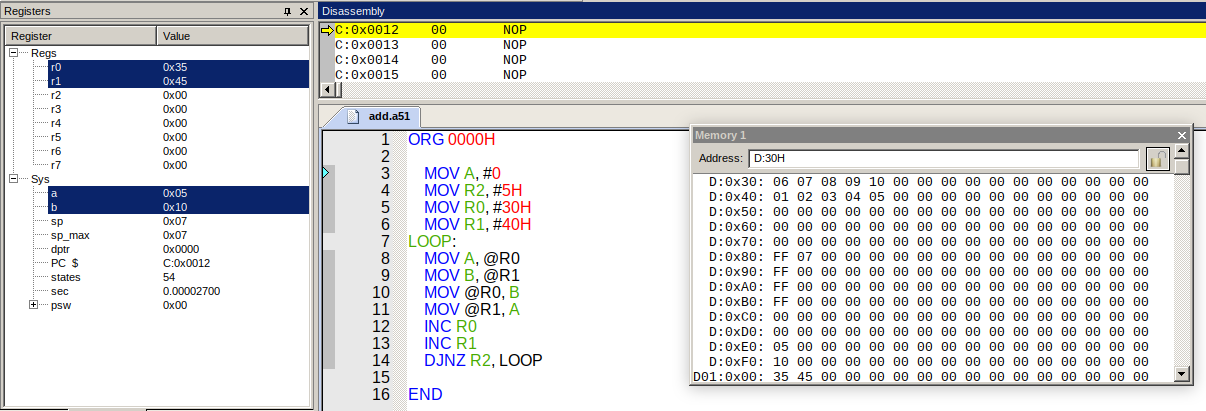 Registers
Register Value
Regs
r0 0x35
r1 0x45
r2 0x00
r3 0x00
r4 0x00
r5 0x00
r6 0x00
r7 0x00
Sys
a 0x05
b 0x10
sp 0x07
sp_max 0x07
dptr 0x0000
PC $ C:0x0012
states 54
sec 0.00002700
psw 0x00
Disassembly
C:0x0012 00 NOP
C:0x0013 00 NOP
C:0x0014 00 NOP
C:0x0015 00 NOP
add.a51
1 ORG 0000H
2
3 MOV A, #0
4 MOV R2, #5H
5 MOV R0, #30H
6 MOV R1, #40H
7 LOOP:
8 MOV A, @R0
9 MOV B, @R1
10 MOV @R0, B
11 MOV @R1, A
12 INC R0
13 INC R1
14 DJNZ R2, LOOP
15
16 END
Memory 1
Address: D:30H
D:0x30: 06 07 08 09 10 00 00 00 00 00 00 00 00 00 00 00
D:0x40: 01 02 03 04 05 00 00 00 00 00 00 00 00 00 00 00
D:0x50: 00 00 00 00 00 00 00 00 00 00 00 00 00 00 00 00
D:0x60: 00 00 00 00 00 00 00 00 00 00 00 00 00 00 00 00
D:0x70: 00 00 00 00 00 00 00 00 00 00 00 00 00 00 00 00
D:0x80: FF 07 00 00 00 00 00 00 00 00 00 00 00 00 00 00
D:0x90: FF 00 00 00 00 00 00 00 00 00 00 00 00 00 00 00
D:0xA0: FF 00 00 00 00 00 00 00 00 00 00 00 00 00 00 00
D:0xB0: FF 00 00 00 00 00 00 00 00 00 00 00 00 00 00 00
D:0xC0: 00 00 00 00 00 00 00 00 00 00 00 00 00 00 00 00
D:0xD0: 00 00 00 00 00 00 00 00 00 00 00 00 00 00 00 00
D:0xE0: 05 00 00 00 00 00 00 00 00 00 00 00 00 00 00 00
D:0xF0: 10 00 00 00 00 00 00 00 00 00 00 00 00 00 00 00
D01:0x00: 35 45 00 00 00 00 00 00 00 00 00 00 00 00 00 00